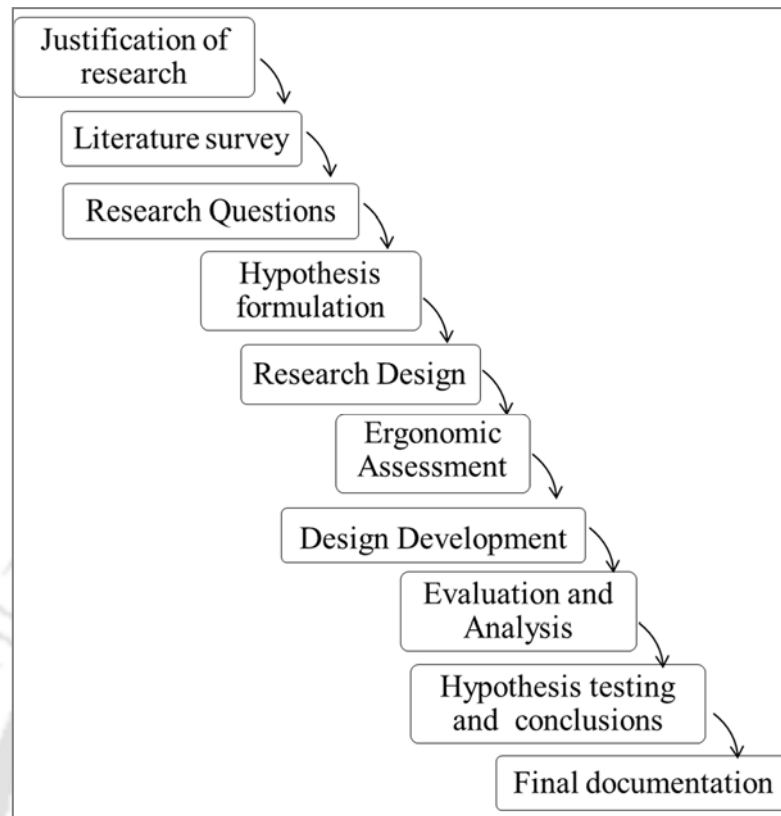 Justification of
research
Literature survey
Research Questions
Hypothesis
formulation
Research Design
Ergonomic
Assessment
Design Development
Evaluation and
Analysis
Hypothesis testing
and conclusions
Final documentation